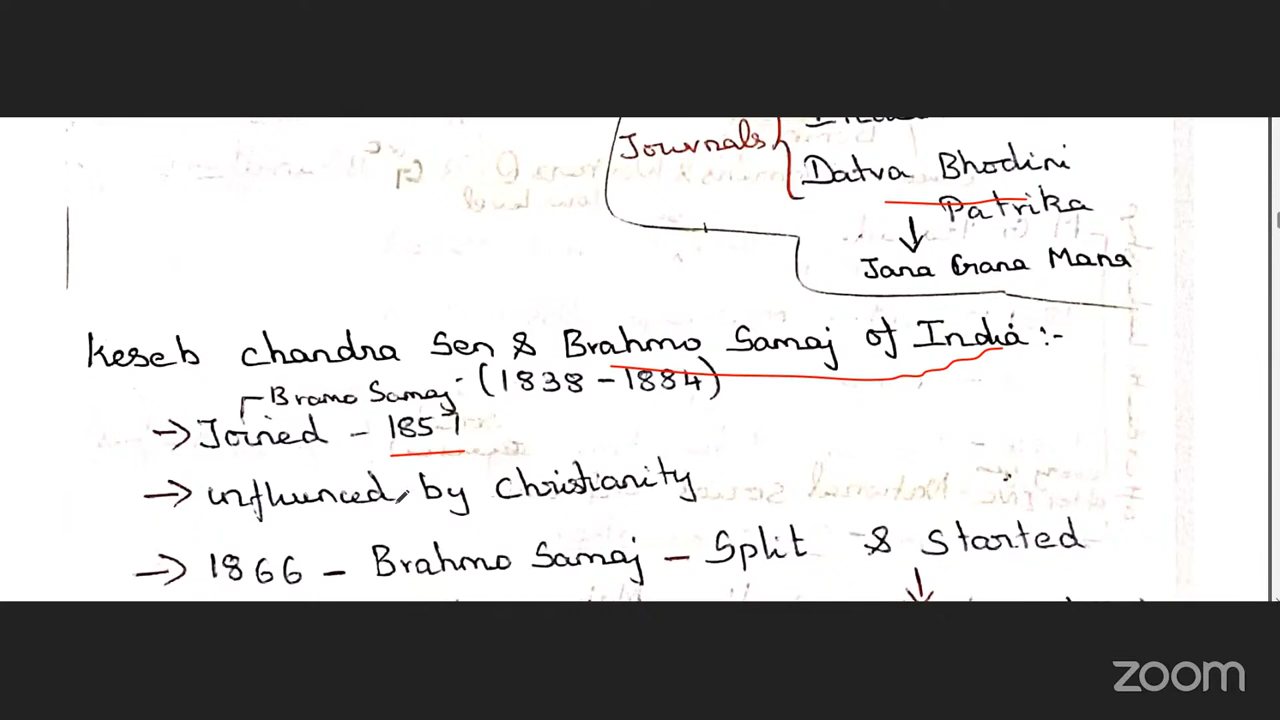 Journals
Datva Bhodini
Patrika
↓
Jana Grana Mana
Keseb chandra Sen & Brahmo Samaj of India :-
Bramo Samaj (1838-1884)
→ Joined - 1857
→ influenced, by Christianity
→ 1866 - Brahmo Samaj - Split & Started
↓
zoom